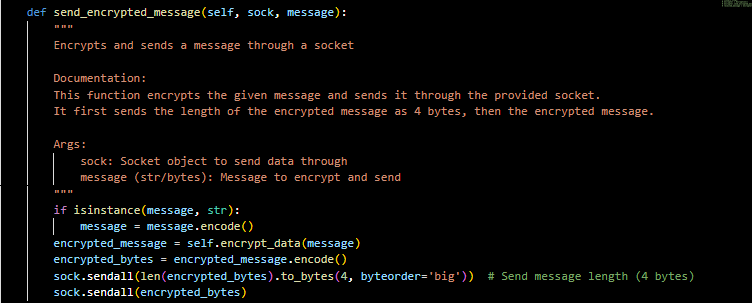 def send_encrypted_message(self, sock, message):
    """
    Encrypts and sends a message through a socket

    Documentation:
    This function encrypts the given message and sends it through the provided socket.
    It first sends the length of the encrypted message as 4 bytes, then the encrypted message.

    Args:
        sock: Socket object to send data through
        message (str/bytes): Message to encrypt and send
    """
    if isinstance(message, str):
        message = message.encode()
    encrypted_message = self.encrypt_data(message)
    encrypted_bytes = encrypted_message.encode()
    sock.sendall(len(encrypted_bytes).to_bytes(4, byteorder='big'))  # Send message length (4 bytes)
    sock.sendall(encrypted_bytes)